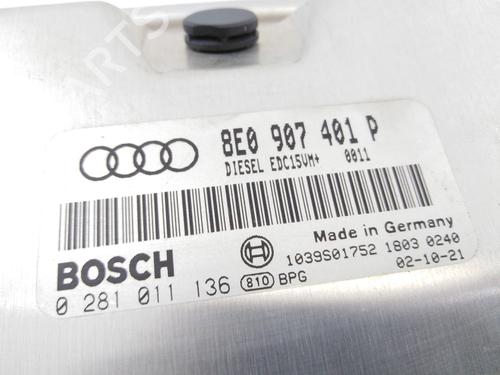 PARTS
8E0 907 401 P
DIESEL EDC15VM+ 0011
Made in Germany
BOSCH
1039S01752 1803 0240
0 281 011 136 810 BPG 02-10-21